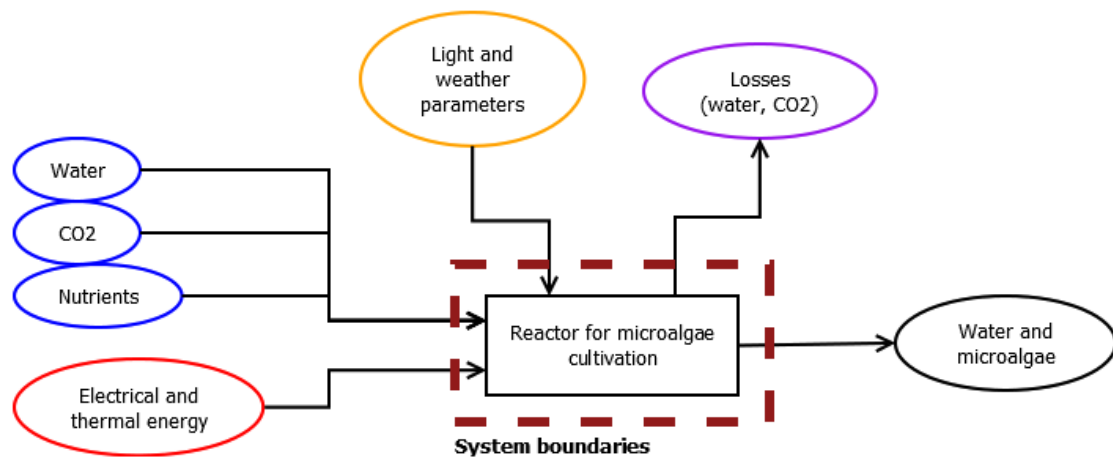 Light and
weather
parameters
Losses
(water, CO2)
Water
CO2
Nutrients
Reactor for microalgae
cultivation
Water and
microalgae
Electrical and
thermal energy
System boundaries